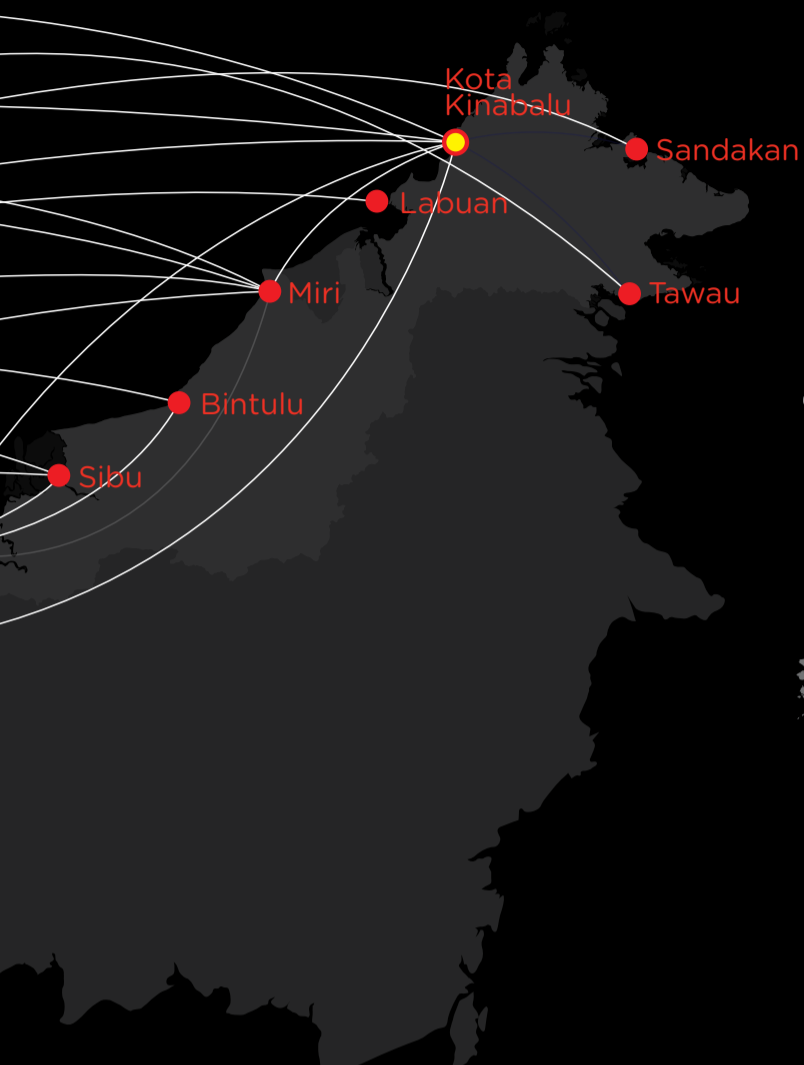 Kota
Kinabalu
Sandakan
Labuan
Miri
Tawau
Bintulu
Sibu